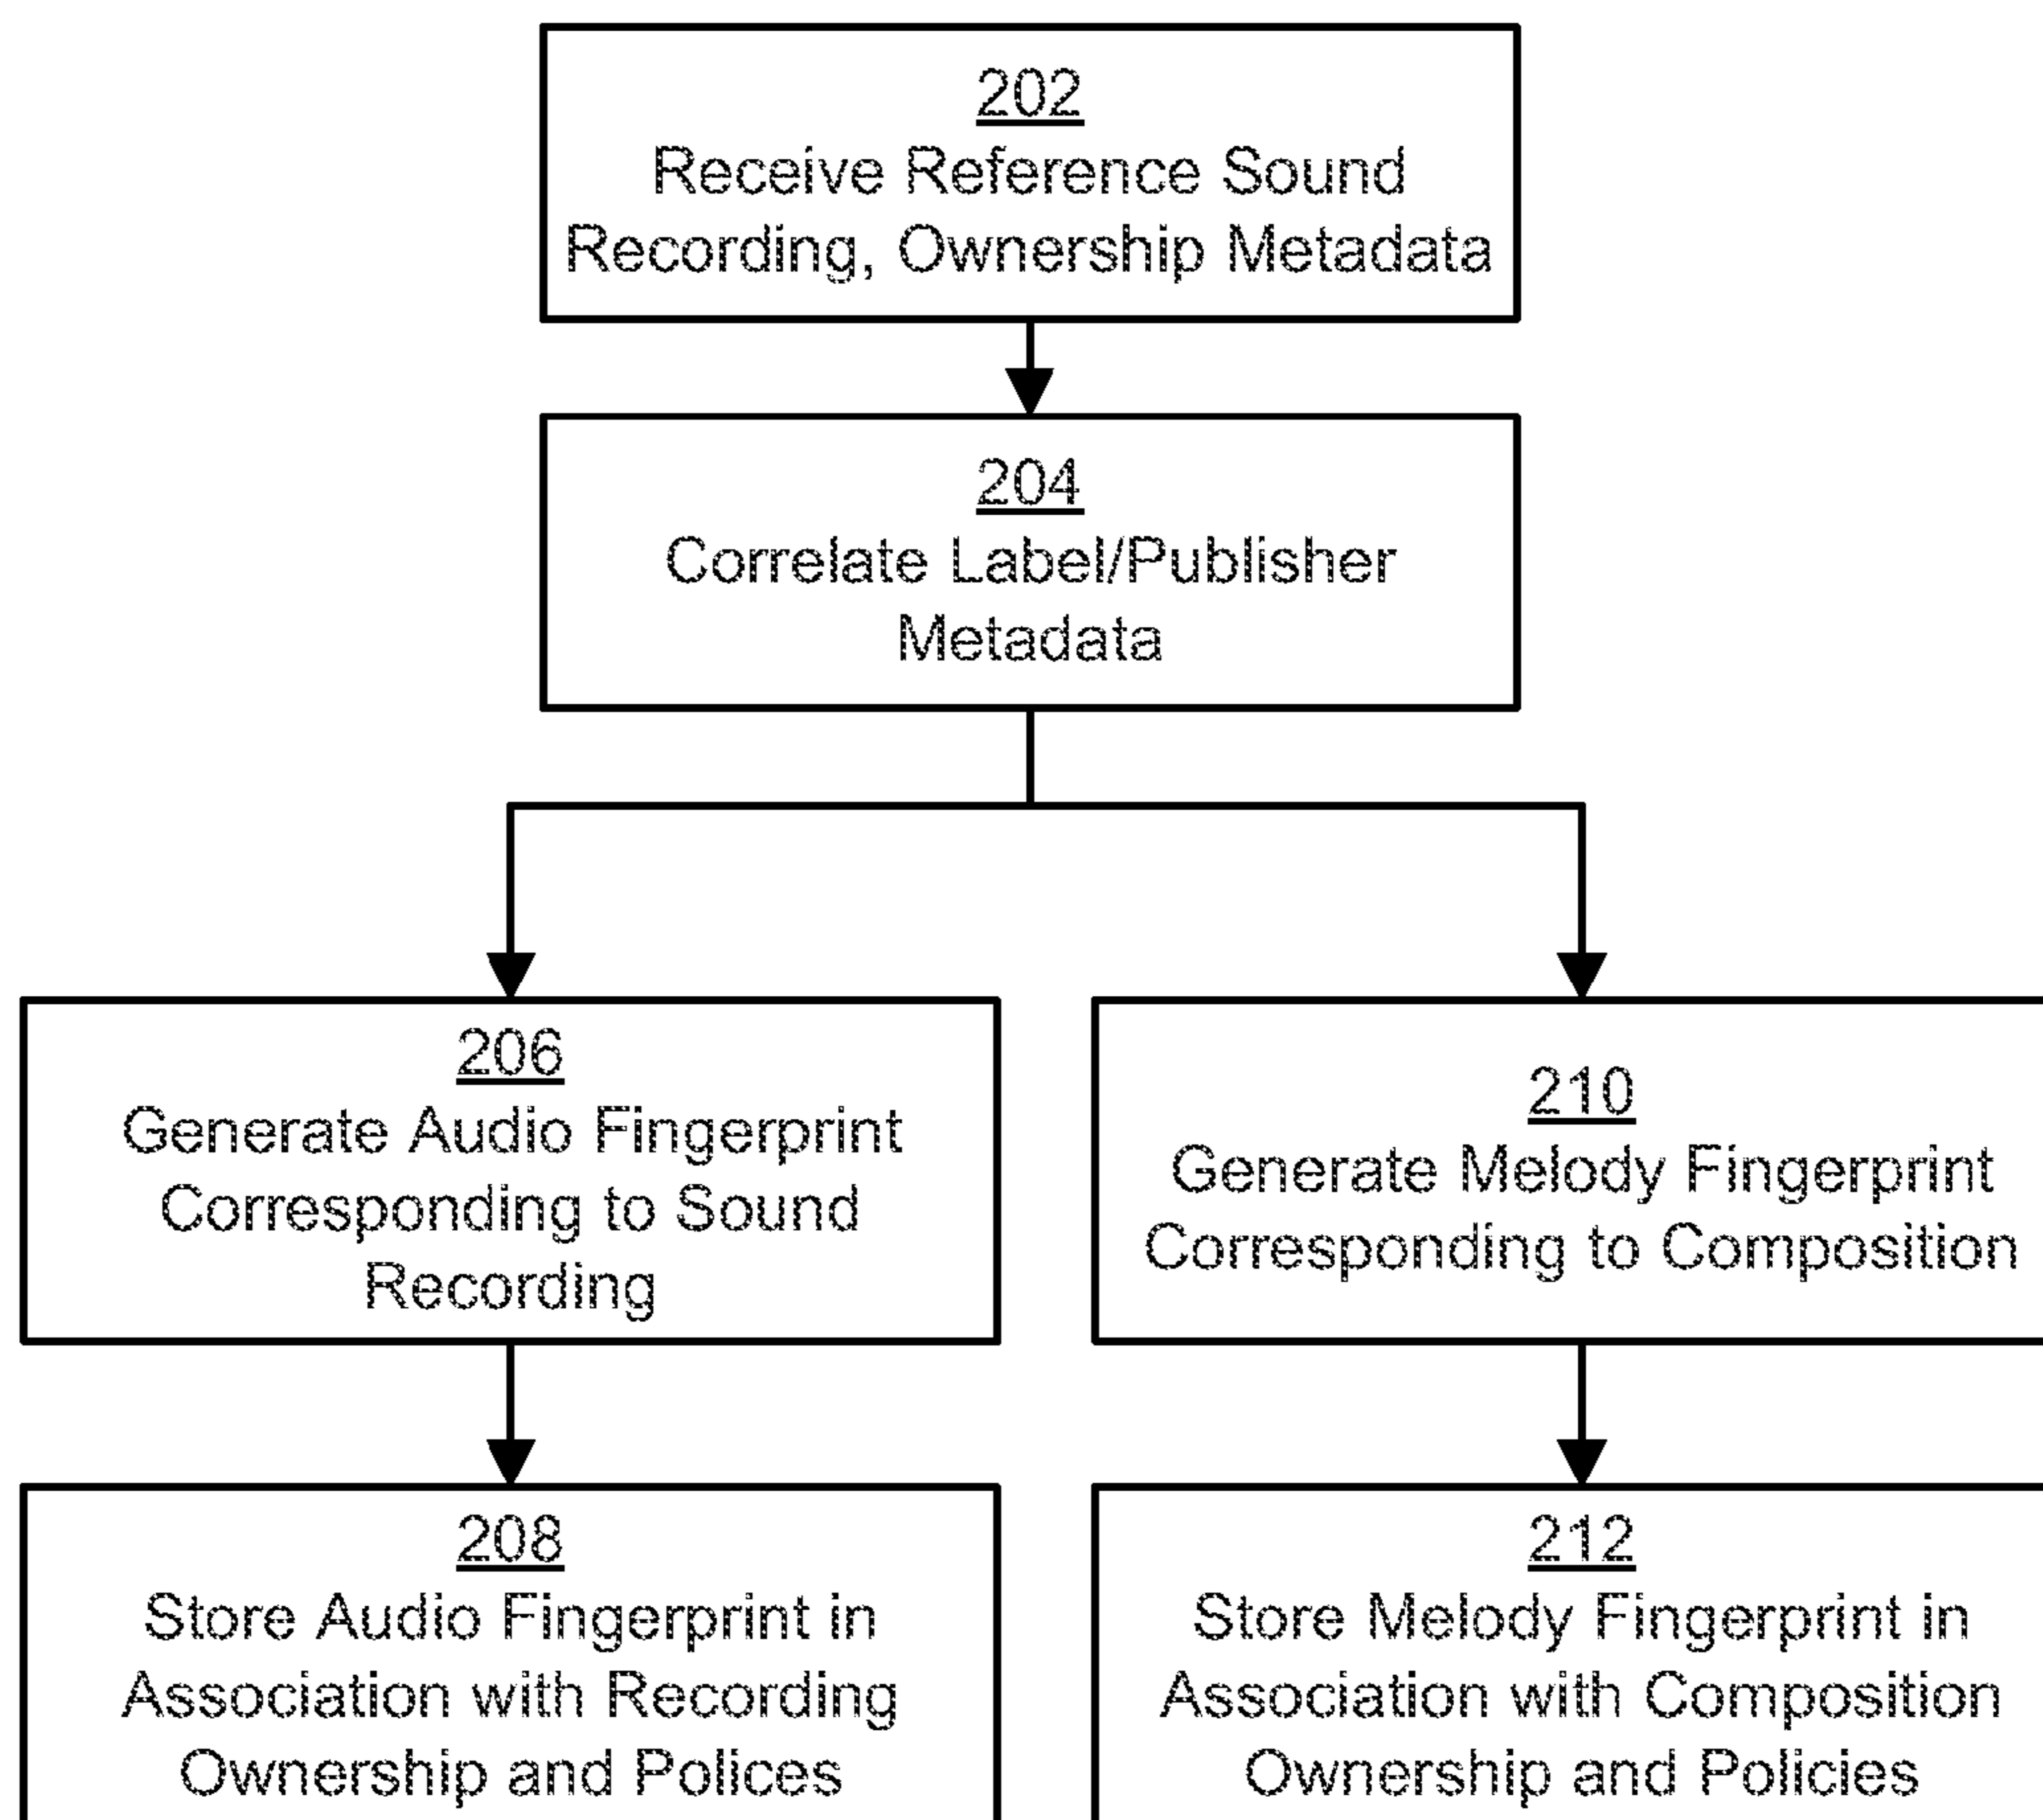 202
Receive Reference Sound
Recording, Ownership Metadata
204
Correlate Label/Publisher
Metadata
206
Generate Audio Fingerprint
Corresponding to Sound
Recording
210
Generate Melody Fingerprint
Corresponding to Composition
208
Store Audio Fingerprint in
Association with Recording
Ownership and Polices
212
Store Melody Fingerprint in
Association with Composition
Ownership and Policies